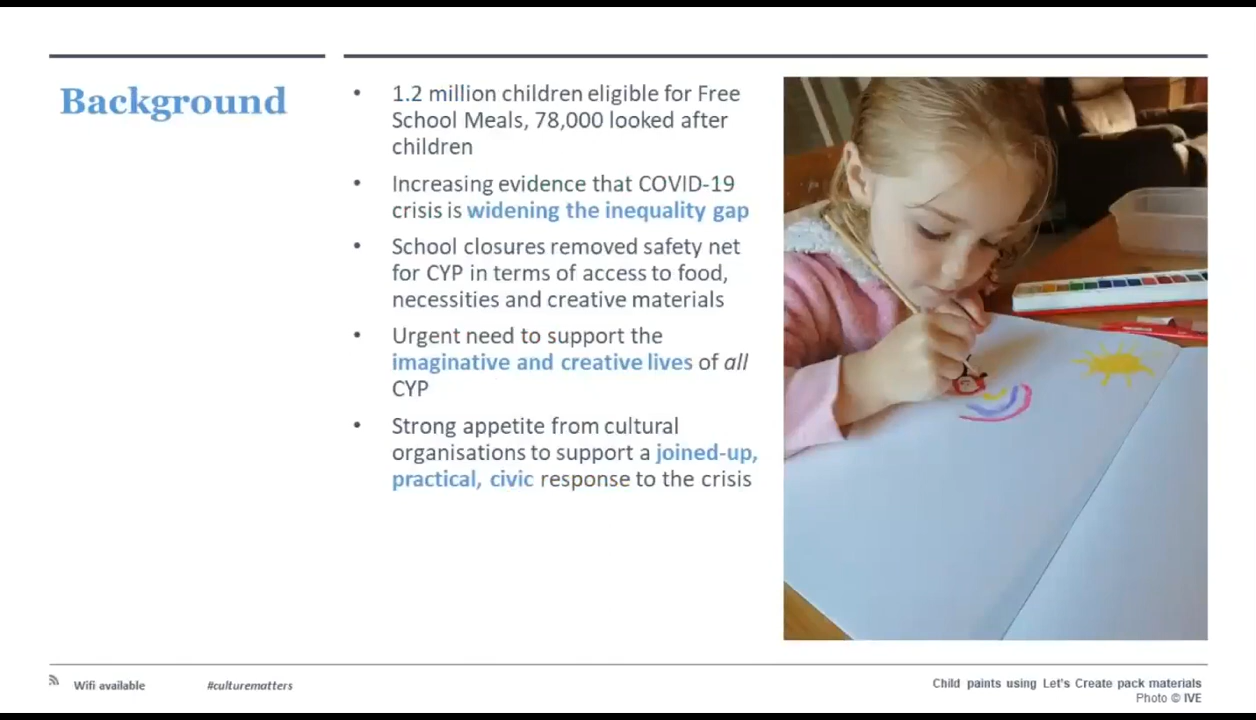 Background
• 1.2 million children eligible for Free
School Meals, 78,000 looked after
children
• Increasing evidence that COVID-19
crisis is widening the inequality gap
• School closures removed safety net
for CYP in terms of access to food,
necessities and creative materials
• Urgent need to support the
imaginative and creative lives of all
CYP
• Strong appetite from cultural
organisations to support a joined-up,
practical, civic response to the crisis
Wifi available #culturematters
Child paints using Let's Create pack materials
Photo © IVE